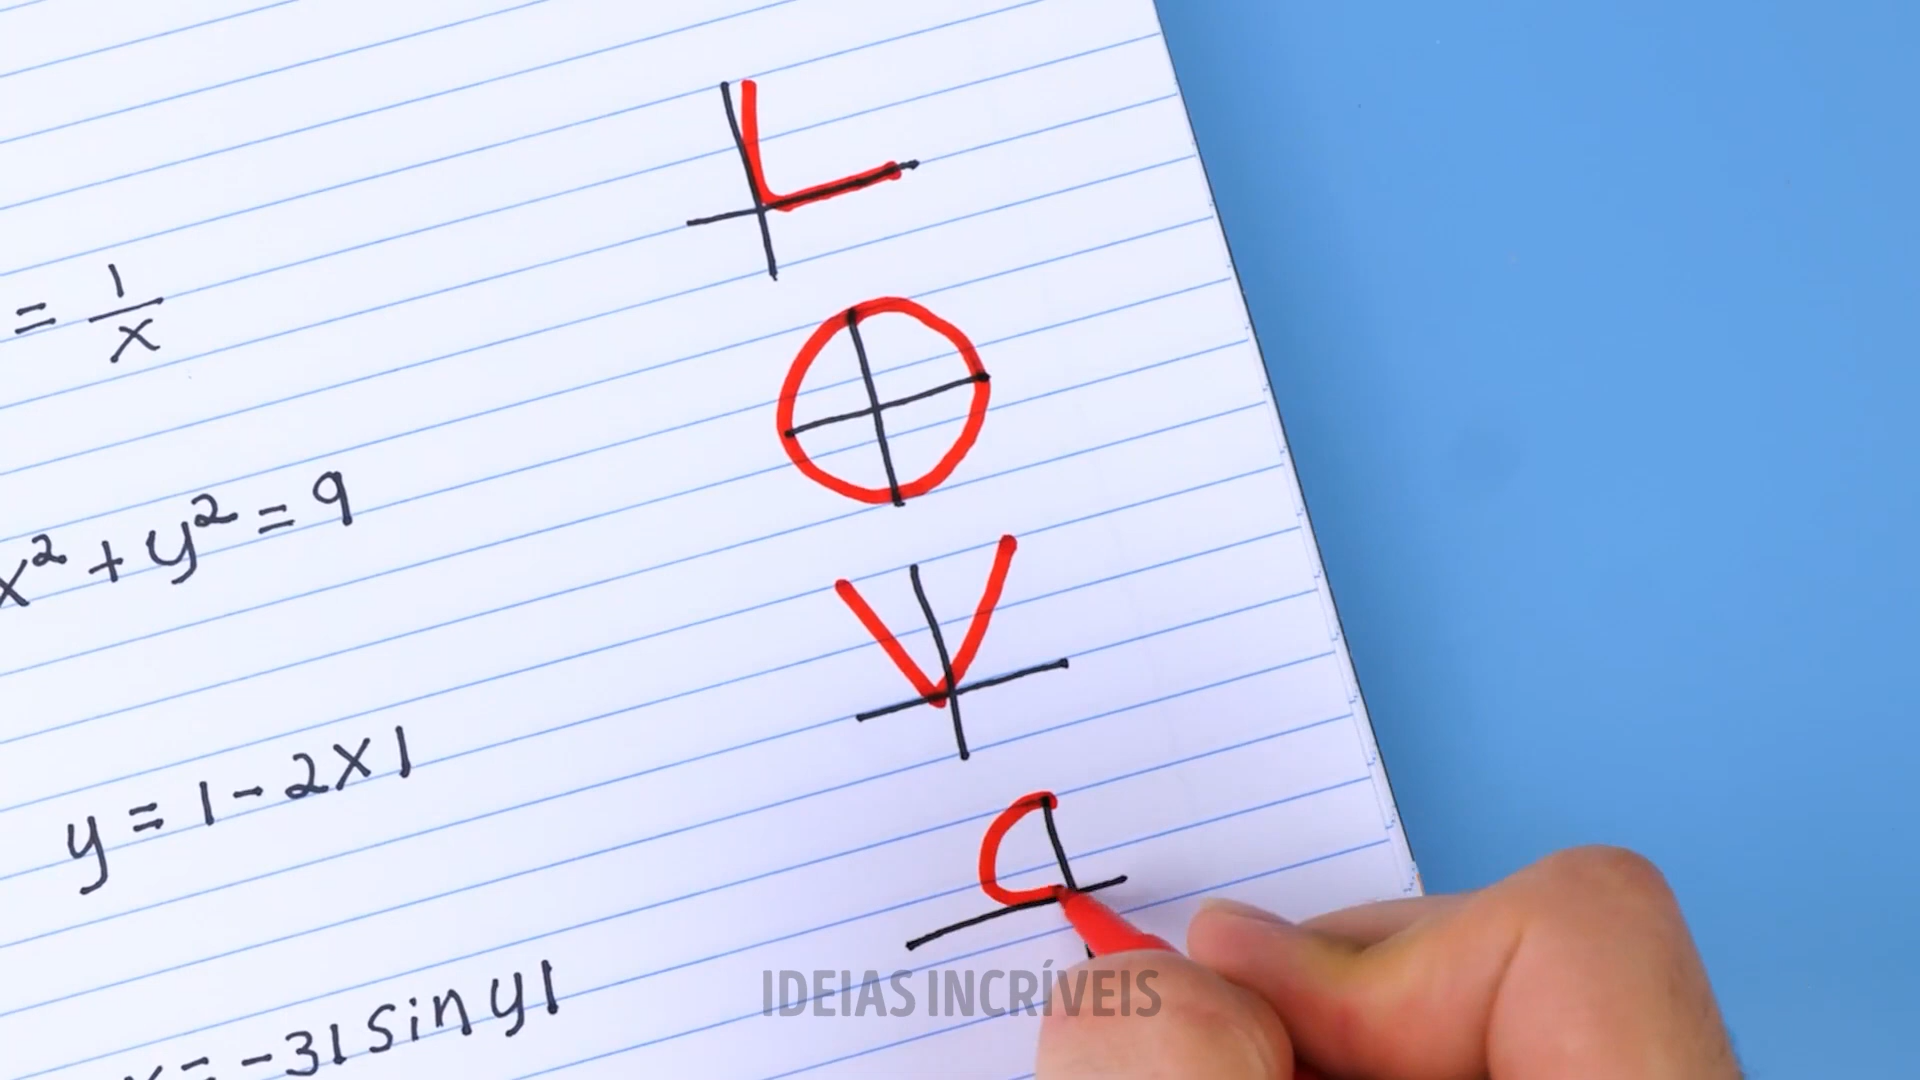 = 1/x
x² + y² = 9
y = 1 - 2x1
= -31 sin y1
IDEIAS INCRÍVEIS